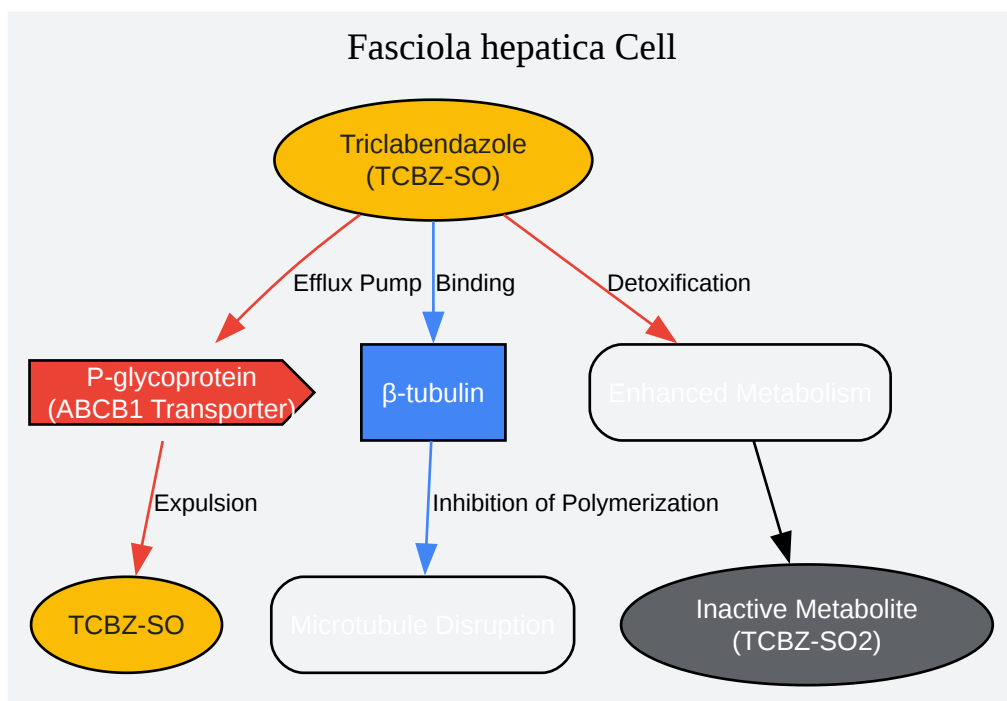 Fasciola hepatica Cell
Triclabendazole
(TCBZ-SO)
Efflux Pump
Binding
Detoxification
P-glycoprotein
(ABCB1 Transporter)
β-tubulin
Enhanced Metabolism
Expulsion
Inhibition of Polymerization
TCBZ-SO
Microtubule Disruption
Inactive Metabolite
(TCBZ-SO2)